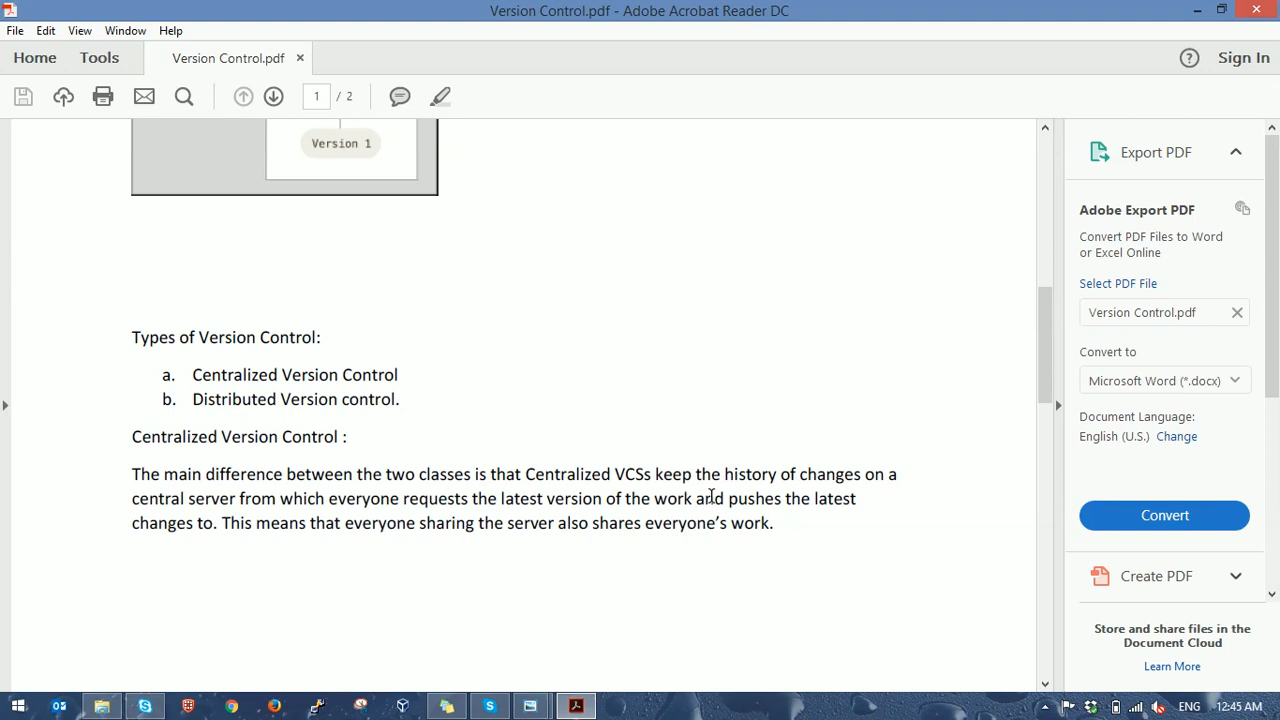 Version Control.pdf - Adobe Acrobat Reader DC
File Edit View Window Help
Home Tools Version Control.pdf × ? Sign In
1 / 2
Version 1
Types of Version Control:
a. Centralized Version Control
b. Distributed Version control.
Centralized Version Control :
The main difference between the two classes is that Centralized VCSs keep the history of changes on a
central server from which everyone requests the latest version of the work and pushes the latest
changes to. This means that everyone sharing the server also shares everyone’s work.
Export PDF
Adobe Export PDF
Convert PDF Files to Word
or Excel Online
Select PDF File
Version Control.pdf
Convert to
Microsoft Word (*.docx)
Document Language:
English (U.S.) Change
Convert
Create PDF
Store and share files in the
Document Cloud
Learn More
ENG 12:45 AM